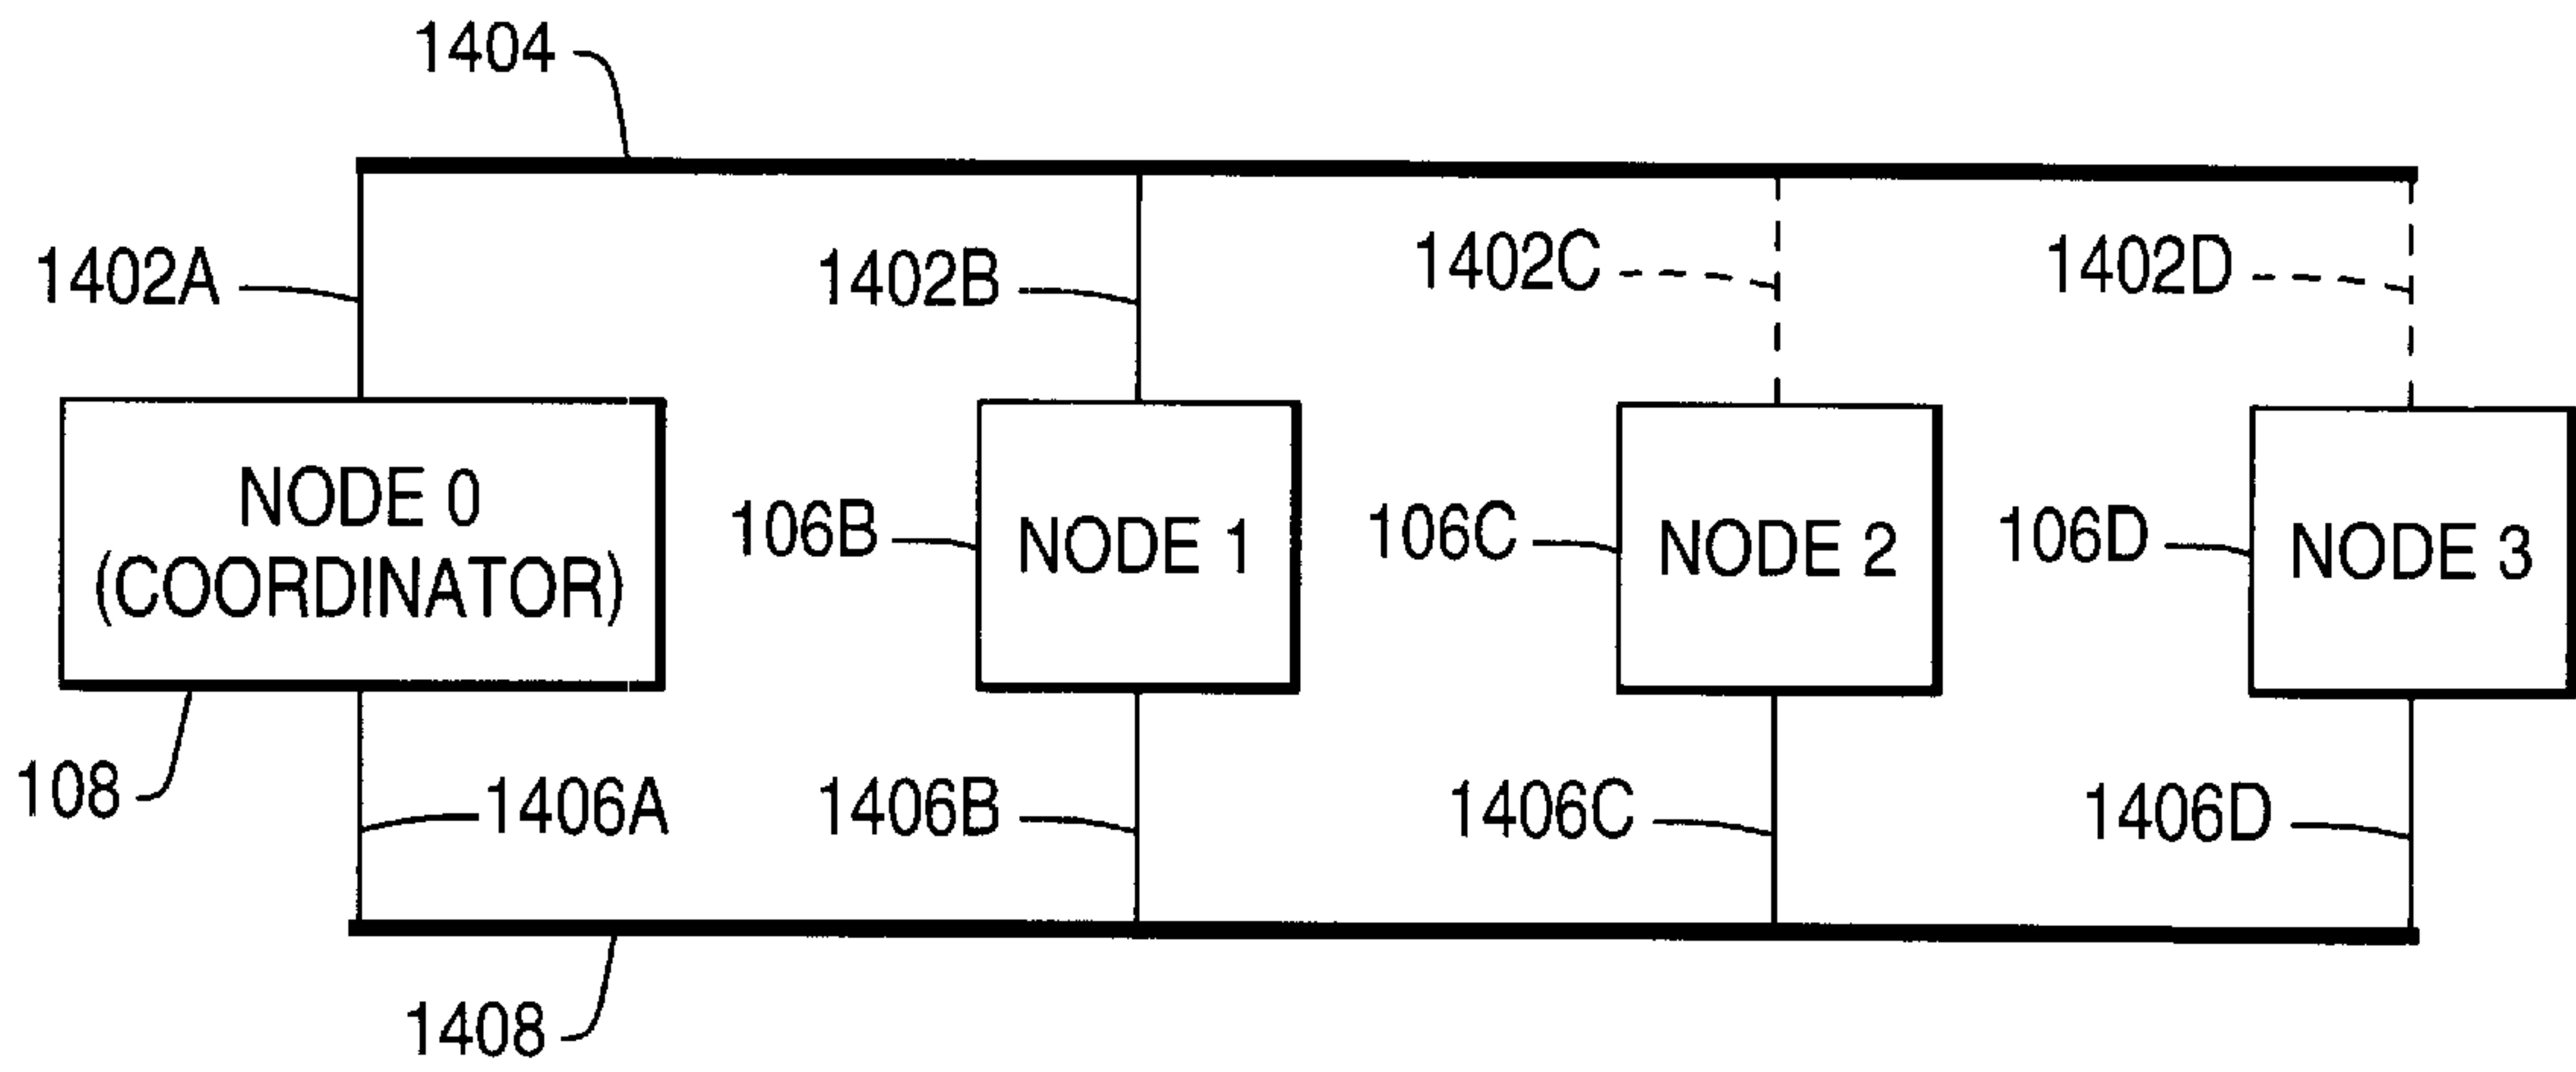 1404
1402A
1402B
1402C
1402D
NODE 0
(COORDINATOR)
106B
NODE 1
106C
NODE 2
106D
NODE 3
108
1406A
1406B
1406C
1406D
1408